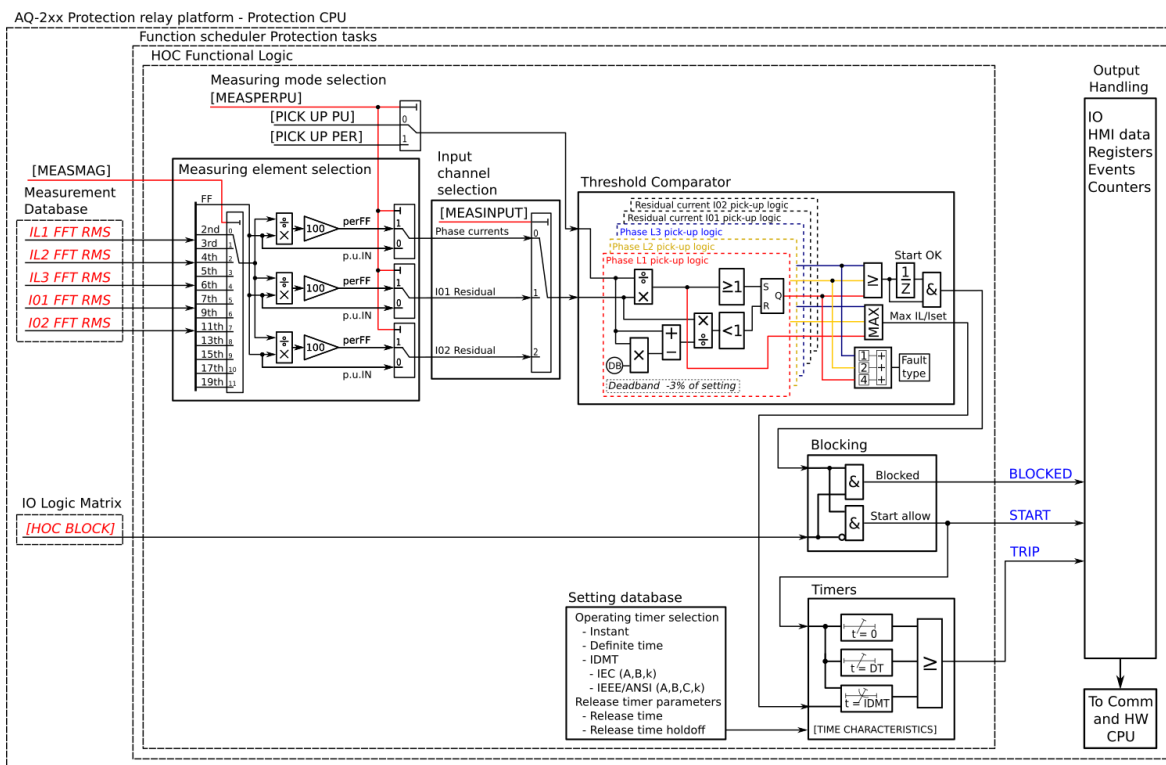 AQ-2xx Protection relay platform - Protection CPU
Function scheduler Protection tasks
HOC Functional Logic
Measuring mode selection
[MEASPERPU]
[PICK UP PU]
[PICK UP PER]
0
1
[MEASMAG]
Measurement
Database
IL1 FFT RMS
IL2 FFT RMS
IL3 FFT RMS
I01 FFT RMS
I02 FFT RMS
Measuring element selection
FF
2nd
3rd
4th
5th
6th
7th
9th
11th
13th
15th
17th
19th
0
1
2
3
4
5
6
7
8
9
10
11
÷
×
100
perFF
p.u.IN
1
0
÷
×
100
perFF
p.u.IN
1
0
÷
×
100
perFF
p.u.IN
1
0
Input
channel
selection
[MEASINPUT]
Phase currents
I01 Residual
I02 Residual
0
1
2
Threshold Comparator
Residual current I02 pick-up logic
Residual current I01 pick-up logic
Phase L3 pick-up logic
Phase L2 pick-up logic
Phase L1 pick-up logic
÷
×
≥1
S
Q
R
+
−
×
÷
<1
×
DB
Deadband -3% of setting
≥
Start OK
1
Z
&
MAX
Max IL/Iset
1 +
2 +
4 +
Fault
type
Blocking
&
Blocked
&
Start allow
BLOCKED
START
TRIP
IO Logic Matrix
[HOC BLOCK]
Setting database
Operating timer selection
- Instant
- Definite time
- IDMT
- IEC (A,B,k)
- IEEE/ANSI (A,B,C,k)
Release timer parameters
- Release time
- Release time holdoff
Timers
t = 0
t = DT
t = IDMT
≥
[TIME CHARACTERISTICS]
Output
Handling
IO
HMI data
Registers
Events
Counters
To Comm
and HW
CPU